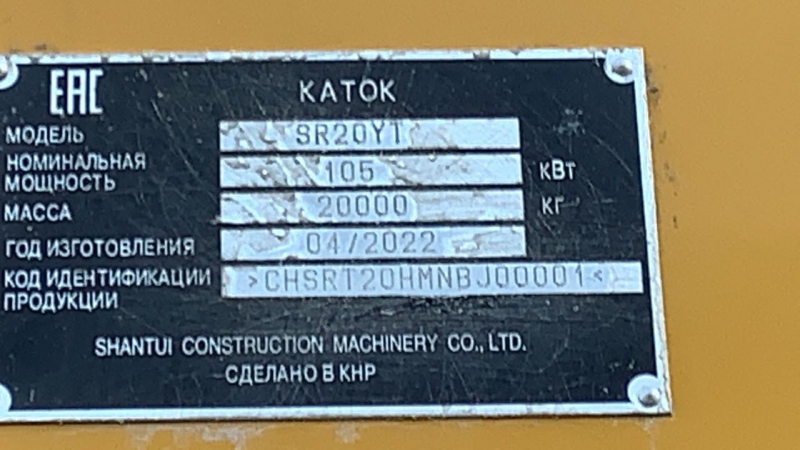 EAC КАТОК
МОДЕЛЬ SR20YT
НОМИНАЛЬНАЯ
МОЩНОСТЬ 105 кВт
МАССА 20000 КГ
ГОД ИЗГОТОВЛЕНИЯ 04/2022
КОД ИДЕНТИФИКАЦИИ >CHSRT20HMNBJ00001<
ПРОДУКЦИИ
SHANTUI CONSTRUCTION MACHINERY CO., LTD.
СДЕЛАНО В КНР